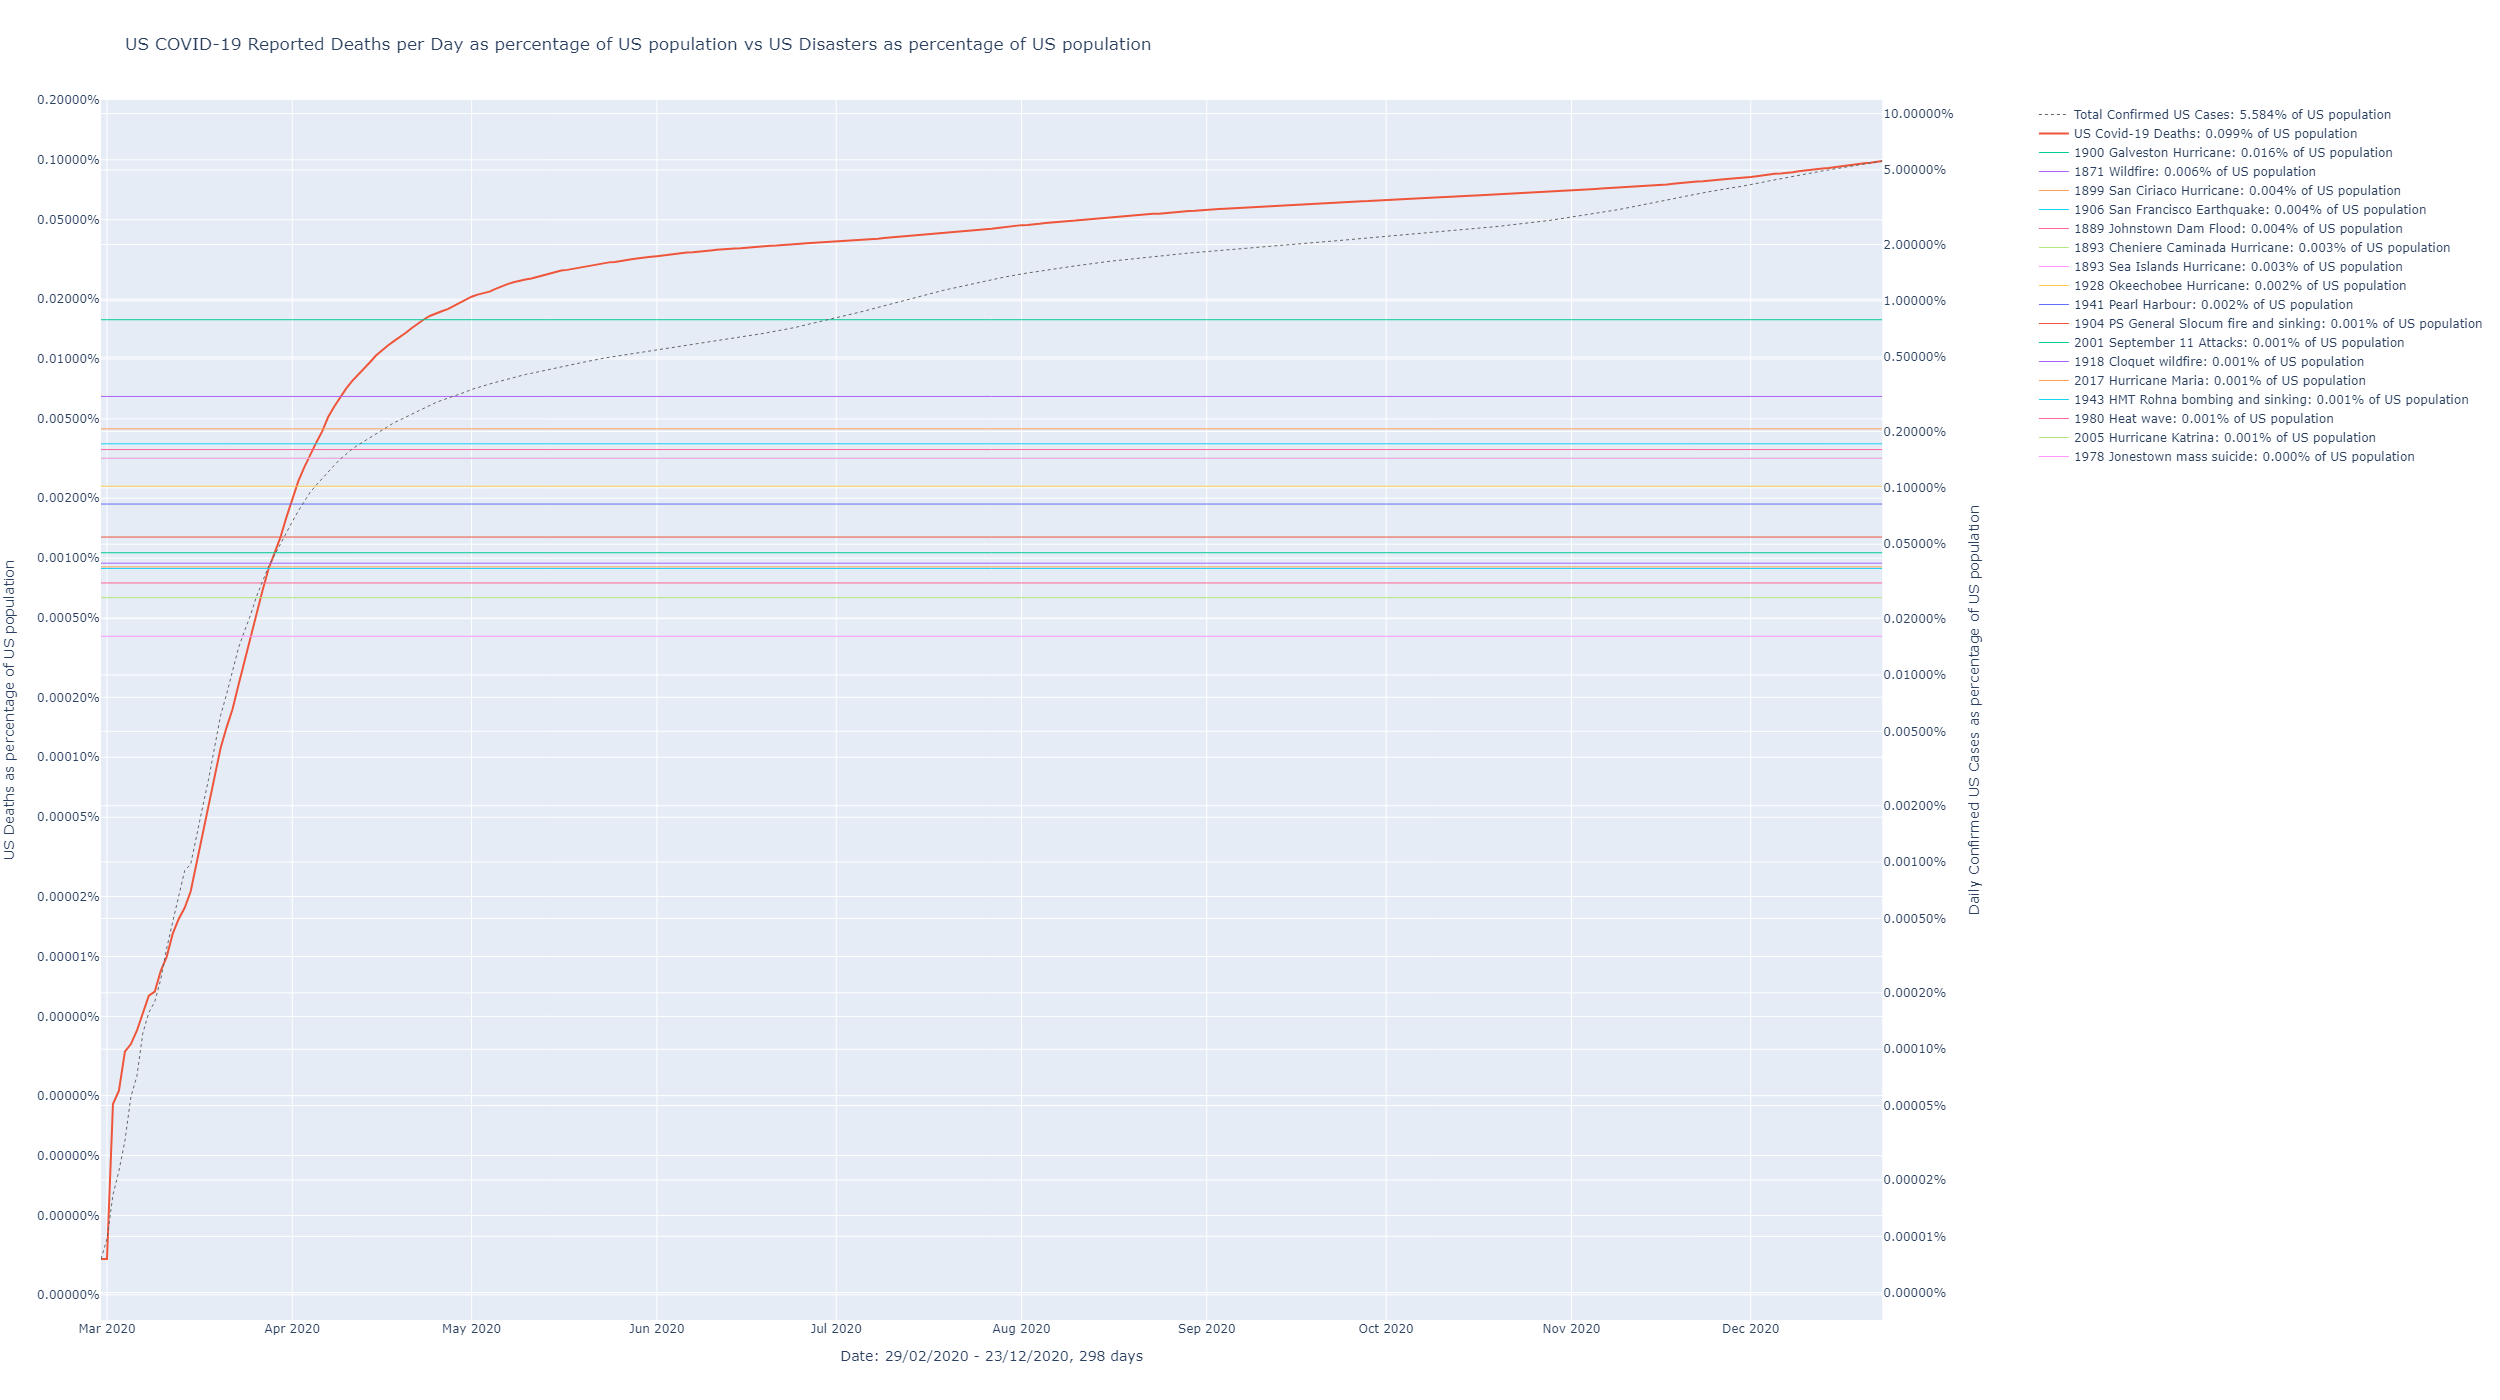 US COVID-19 Reported Deaths per Day as percentage of US population vs US Disasters as percentage of US population
0.20000%
0.10000%
0.05000%
0.02000%
0.01000%
0.00500%
0.00200%
0.00100%
0.00050%
0.00020%
0.00010%
0.00005%
0.00002%
0.00001%
0.00000%
0.00000%
0.00000%
0.00000%
0.00000%
US Deaths as percentage of US population
10.00000%
5.00000%
2.00000%
1.00000%
0.50000%
0.20000%
0.10000%
0.05000%
0.02000%
0.01000%
0.00500%
0.00200%
0.00100%
0.00050%
0.00020%
0.00010%
0.00005%
0.00002%
0.00001%
0.00000%
Daily Confirmed US Cases as percentage of US population
Mar 2020
Apr 2020
May 2020
Jun 2020
Jul 2020
Aug 2020
Sep 2020
Oct 2020
Nov 2020
Dec 2020
Date: 29/02/2020 - 23/12/2020, 298 days
Total Confirmed US Cases: 5.584% of US population
US Covid-19 Deaths: 0.099% of US population
1900 Galveston Hurricane: 0.016% of US population
1871 Wildfire: 0.006% of US population
1899 San Ciriaco Hurricane: 0.004% of US population
1906 San Francisco Earthquake: 0.004% of US population
1889 Johnstown Dam Flood: 0.004% of US population
1893 Cheniere Caminada Hurricane: 0.003% of US population
1893 Sea Islands Hurricane: 0.003% of US population
1928 Okeechobee Hurricane: 0.002% of US population
1941 Pearl Harbour: 0.002% of US population
1904 PS General Slocum fire and sinking: 0.001% of US population
2001 September 11 Attacks: 0.001% of US population
1918 Cloquet wildfire: 0.001% of US population
2017 Hurricane Maria: 0.001% of US population
1943 HMT Rohna bombing and sinking: 0.001% of US population
1980 Heat wave: 0.001% of US population
2005 Hurricane Katrina: 0.001% of US population
1978 Jonestown mass suicide: 0.000% of US population